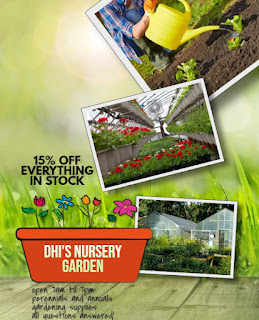 15% OFF
EVERYTHING
IN STOCK
DHI'S NURSERY
GARDEN
open 7am til 7pm
perennials and annuals
gardening supplies
all questions answered!